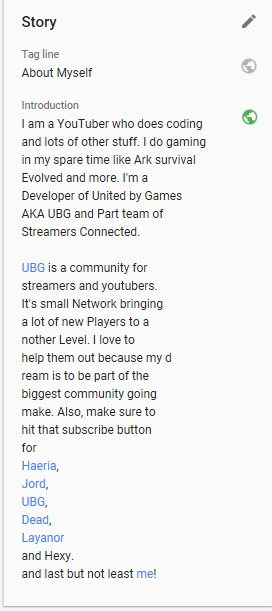 Story
Tag line
About Myself
Introduction
I am a YouTuber who does coding
and lots of other stuff. I do gaming
in my spare time like Ark survival
Evolved and more. I'm a
Developer of United by Games
AKA UBG and Part team of
Streamers Connected.
UBG is a community for
streamers and youtubers.
It's small Network bringing
a lot of new Players to a
nother Level. I love to
help them out because my d
ream is to be part of the
biggest community going
make. Also, make sure to
hit that subscribe button
for
Haeria,
Jord,
UBG,
Dead,
Layanor
and Hexy.
and last but not least me!